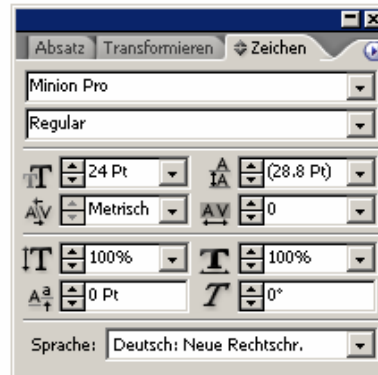 Absatz Transformieren Zeichen
Minion Pro
Regular
24 Pt (28.8 Pt)
Metrisch 0
100% 100%
0 Pt 0°
Sprache: Deutsch: Neue Rechtschr.